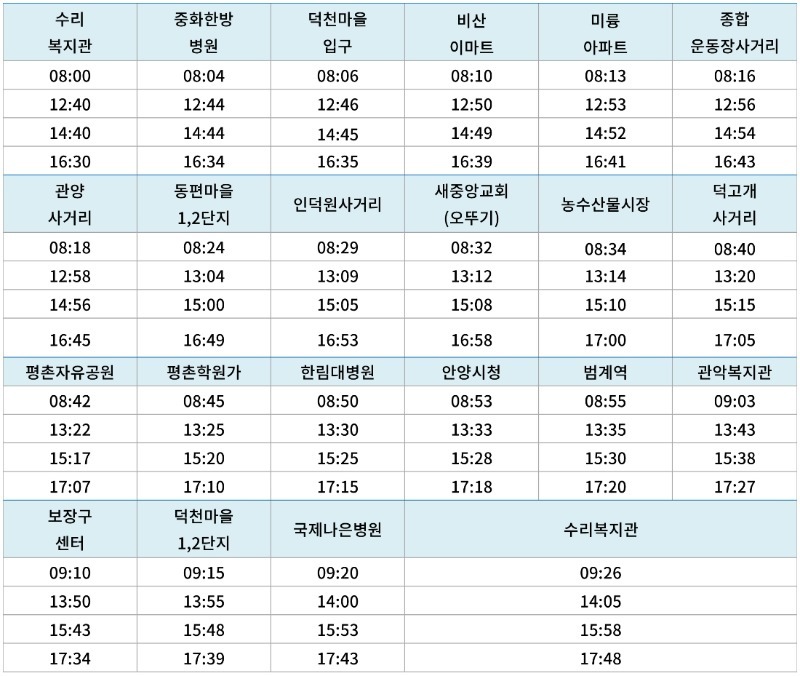 수리 복지관 중화한방 병원 덕천마을 입구 비산 이마트 미륭 아파트 종합 운동장사거리
08:00 08:04 08:06 08:10 08:13 08:16
12:40 12:44 12:46 12:50 12:53 12:56
14:40 14:44 14:45 14:49 14:52 14:54
16:30 16:34 16:35 16:39 16:41 16:43
관양 사거리 동편마을 1,2단지 인덕원사거리 새중앙교회 (오뚜기) 농수산물시장 덕고개 사거리
08:18 08:24 08:29 08:32 08:34 08:40
12:58 13:04 13:09 13:12 13:14 13:20
14:56 15:00 15:05 15:08 15:10 15:15
16:45 16:49 16:53 16:58 17:00 17:05
평촌자유공원 평촌학원가 한림대병원 안양시청 범계역 관악복지관
08:42 08:45 08:50 08:53 08:55 09:03
13:22 13:25 13:30 13:33 13:35 13:43
15:17 15:20 15:25 15:28 15:30 15:38
17:07 17:10 17:15 17:18 17:20 17:27
보장구 센터 덕천마을 1,2단지 국제나은병원 수리복지관
09:10 09:15 09:20 09:26
13:50 13:55 14:00 14:05
15:43 15:48 15:53 15:58
17:34 17:39 17:43 17:48